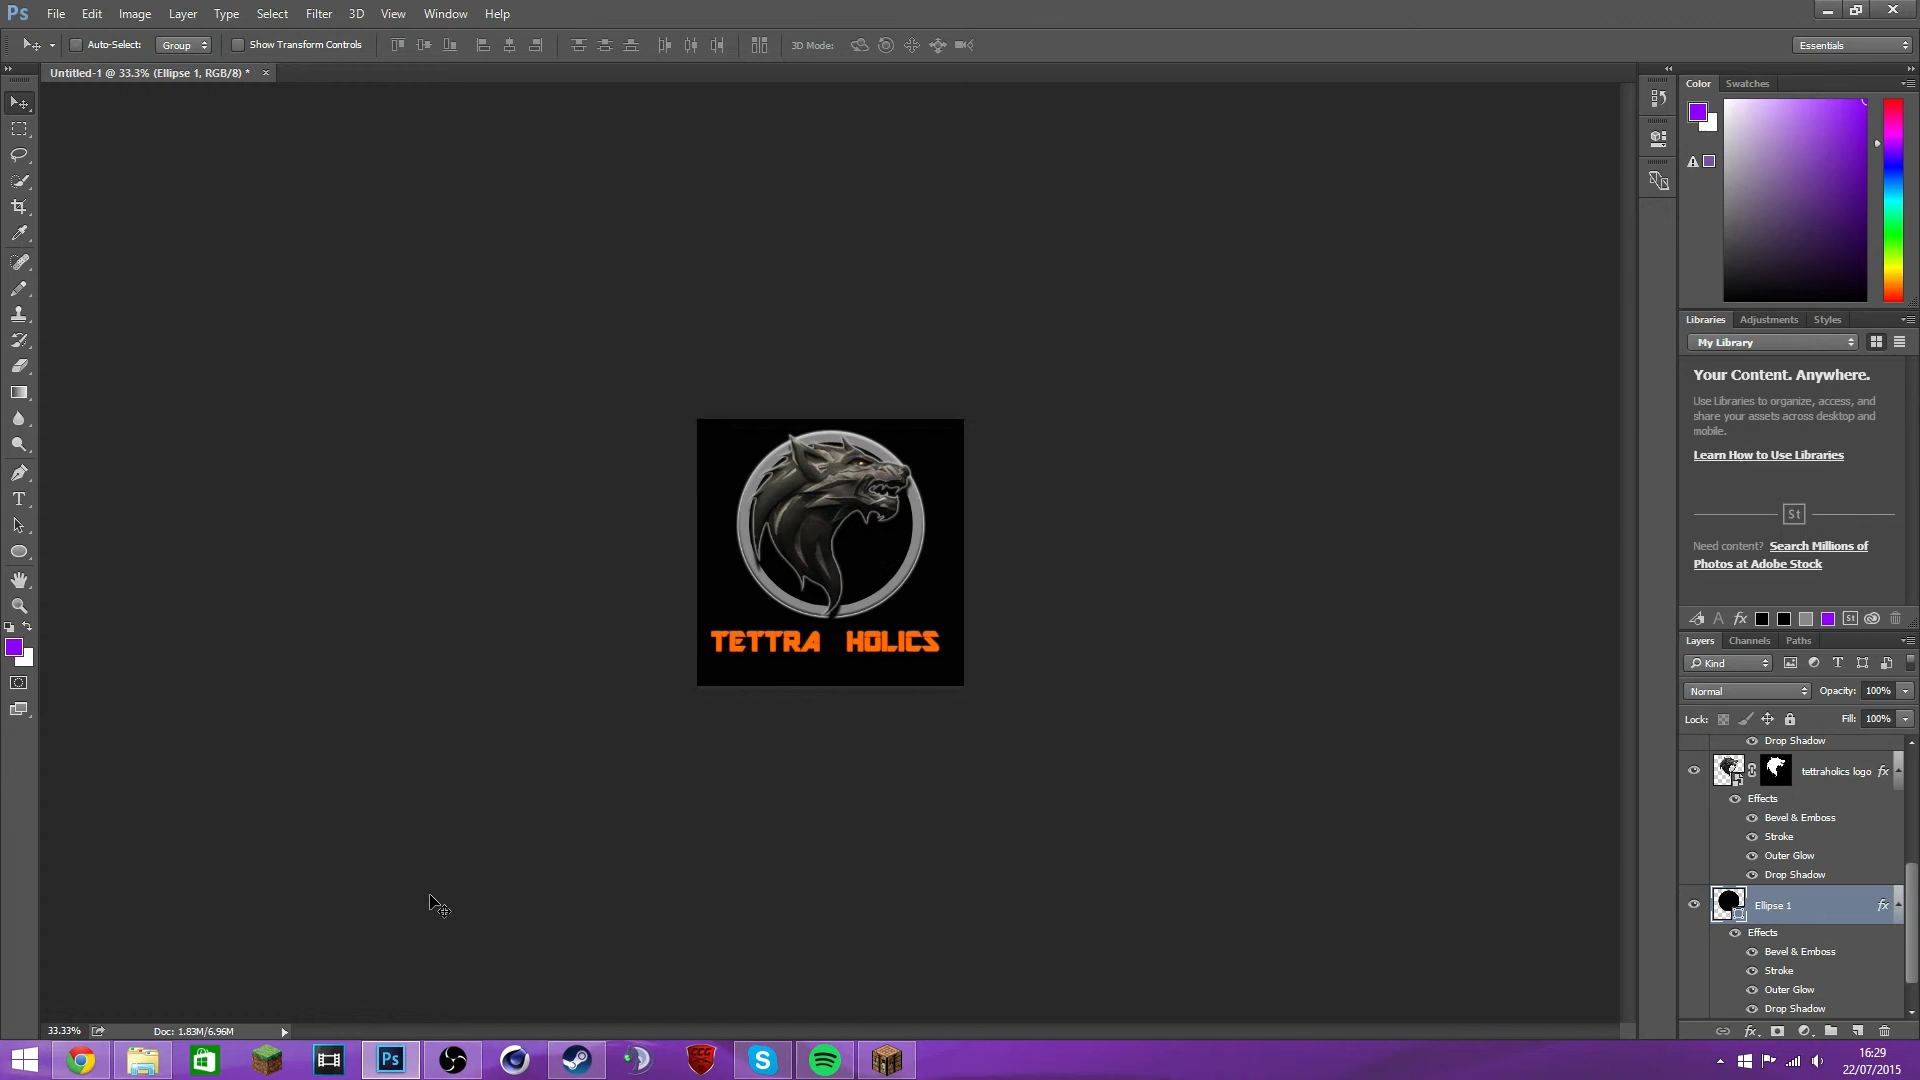 Ps File Edit Image Layer Type Select Filter 3D View Window Help
Auto-Select: Group Show Transform Controls 3D Mode: Essentials
Untitled-1 @ 33.3% (Ellipse 1, RGB/8) *
Color Swatches
Libraries Adjustments Styles
My Library
Your Content. Anywhere.
Use Libraries to organize, access, and
share your assets across desktop and
mobile.
Learn How to Use Libraries
St
Need content? Search Millions of
Photos at Adobe Stock
TETTRA HOLICS
Layers Channels Paths
Kind
Normal Opacity: 100%
Lock: Fill: 100%
Drop Shadow
tettraholics logo fx
Effects
Bevel & Emboss
Stroke
Outer Glow
Drop Shadow
Ellipse 1 fx
Effects
Bevel & Emboss
Stroke
Outer Glow
Drop Shadow
33.33% Doc: 1.83M/6.96M
Ps
CCG
16:29
22/07/2015